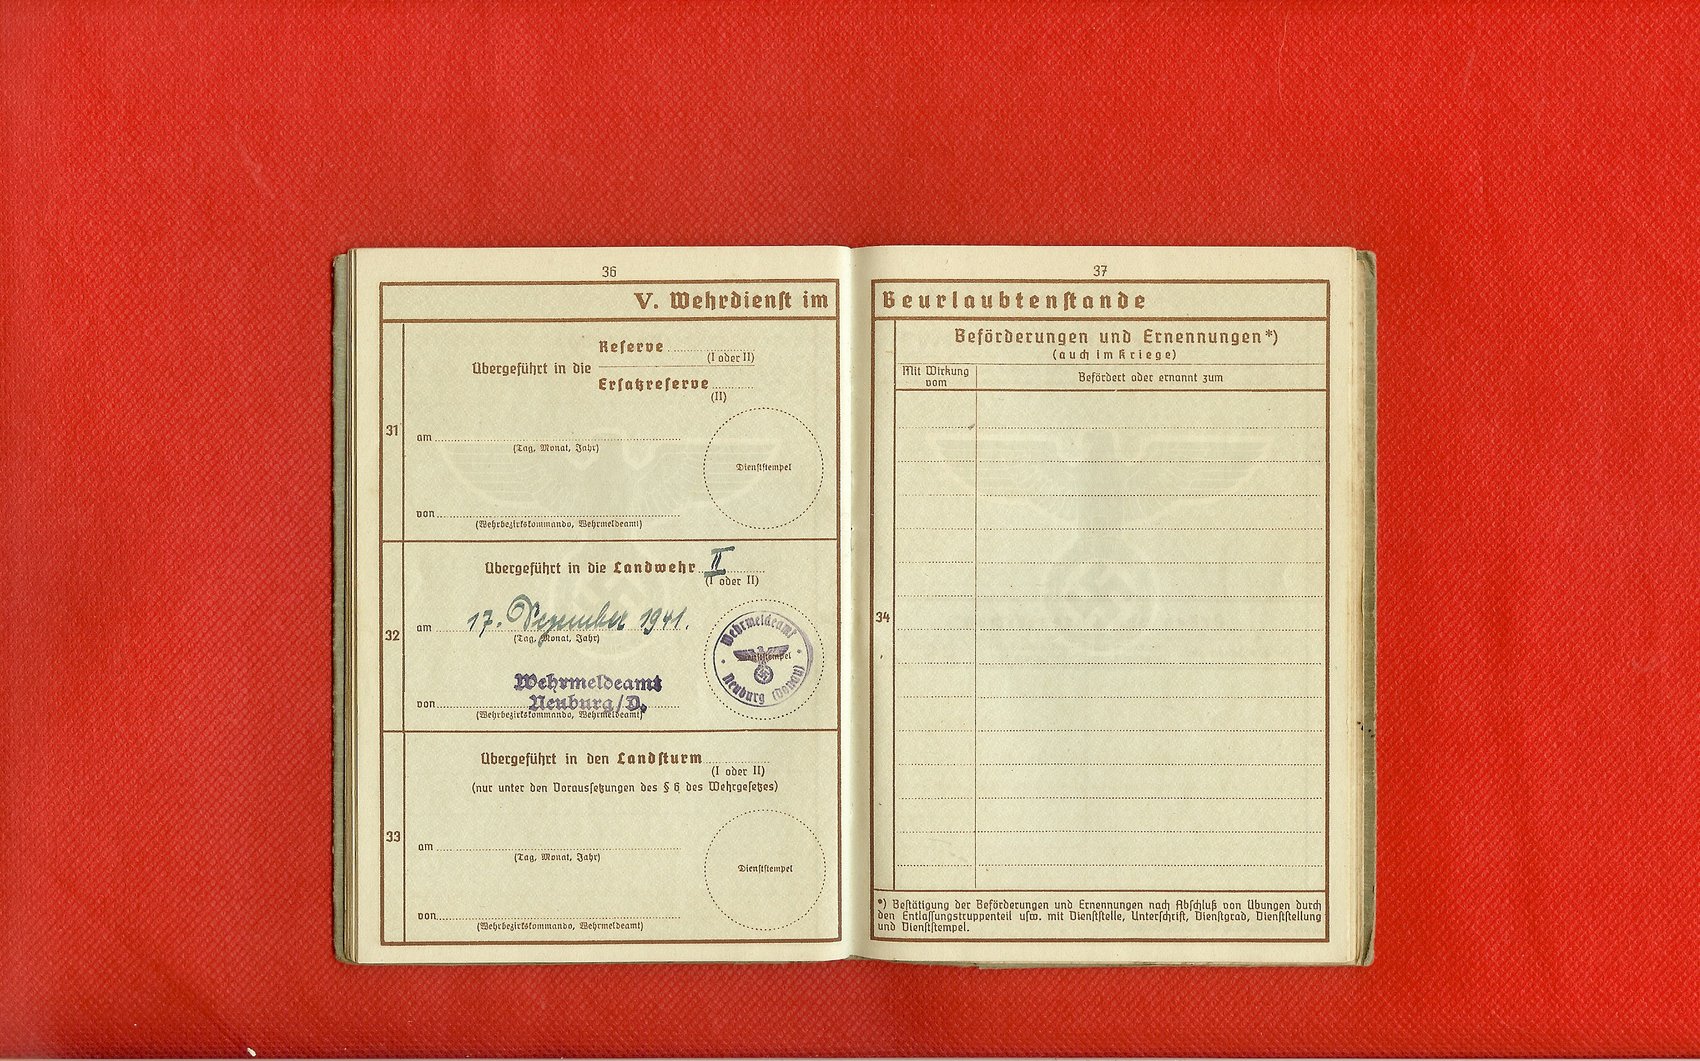 36
V. Wehrdienst im
31
Übergeführt in die
Reserve
(I oder II)
Ersatzreserve
(II)
am
(Tag, Monat, Jahr)
Dienststempel
von
(Wehrbezirkskommando, Wehrmeldeamt)
32
Übergeführt in die Landwehr II
(I oder II)
am 17. Dezember 1941.
(Tag, Monat, Jahr)
Wehrmeldeamt
Dienststempel
Neuburg (Donau)
Wehrmeldeamt
von Neuburg/D.
(Wehrbezirkskommando, Wehrmeldeamt)
33
Übergeführt in den Landsturm
(I oder II)
(nur unter den Voraussetzungen des § 6 des Wehrgesetzes)
am
(Tag, Monat, Jahr)
Dienststempel
von
(Wehrbezirkskommando, Wehrmeldeamt)
37
Beurlaubtenstande
Beförderungen und Ernennungen*)
(auch im Kriege)
Mit Wirkung
vom
Befördert oder ernannt zum
34
*) Bestätigung der Beförderungen und Ernennungen nach Abschluß von Übungen durch
den Entlassungstruppenteil usw. mit Dienststelle, Unterschrift, Dienstgrad, Dienststellung
und Dienststempel.